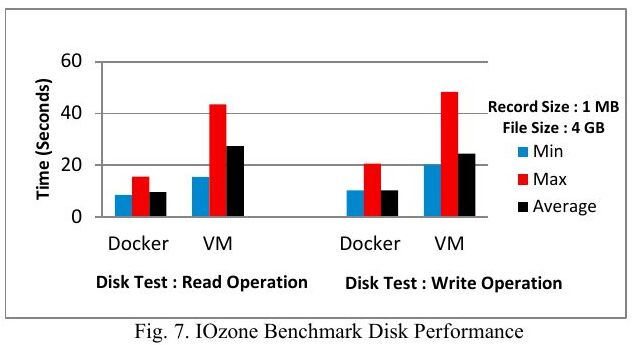 60
40
20
0
Time (Seconds)
Record Size : 1 MB
File Size : 4 GB
Min
Max
Average
Docker VM Docker VM
Disk Test : Read Operation Disk Test : Write Operation
Fig. 7. IOzone Benchmark Disk Performance